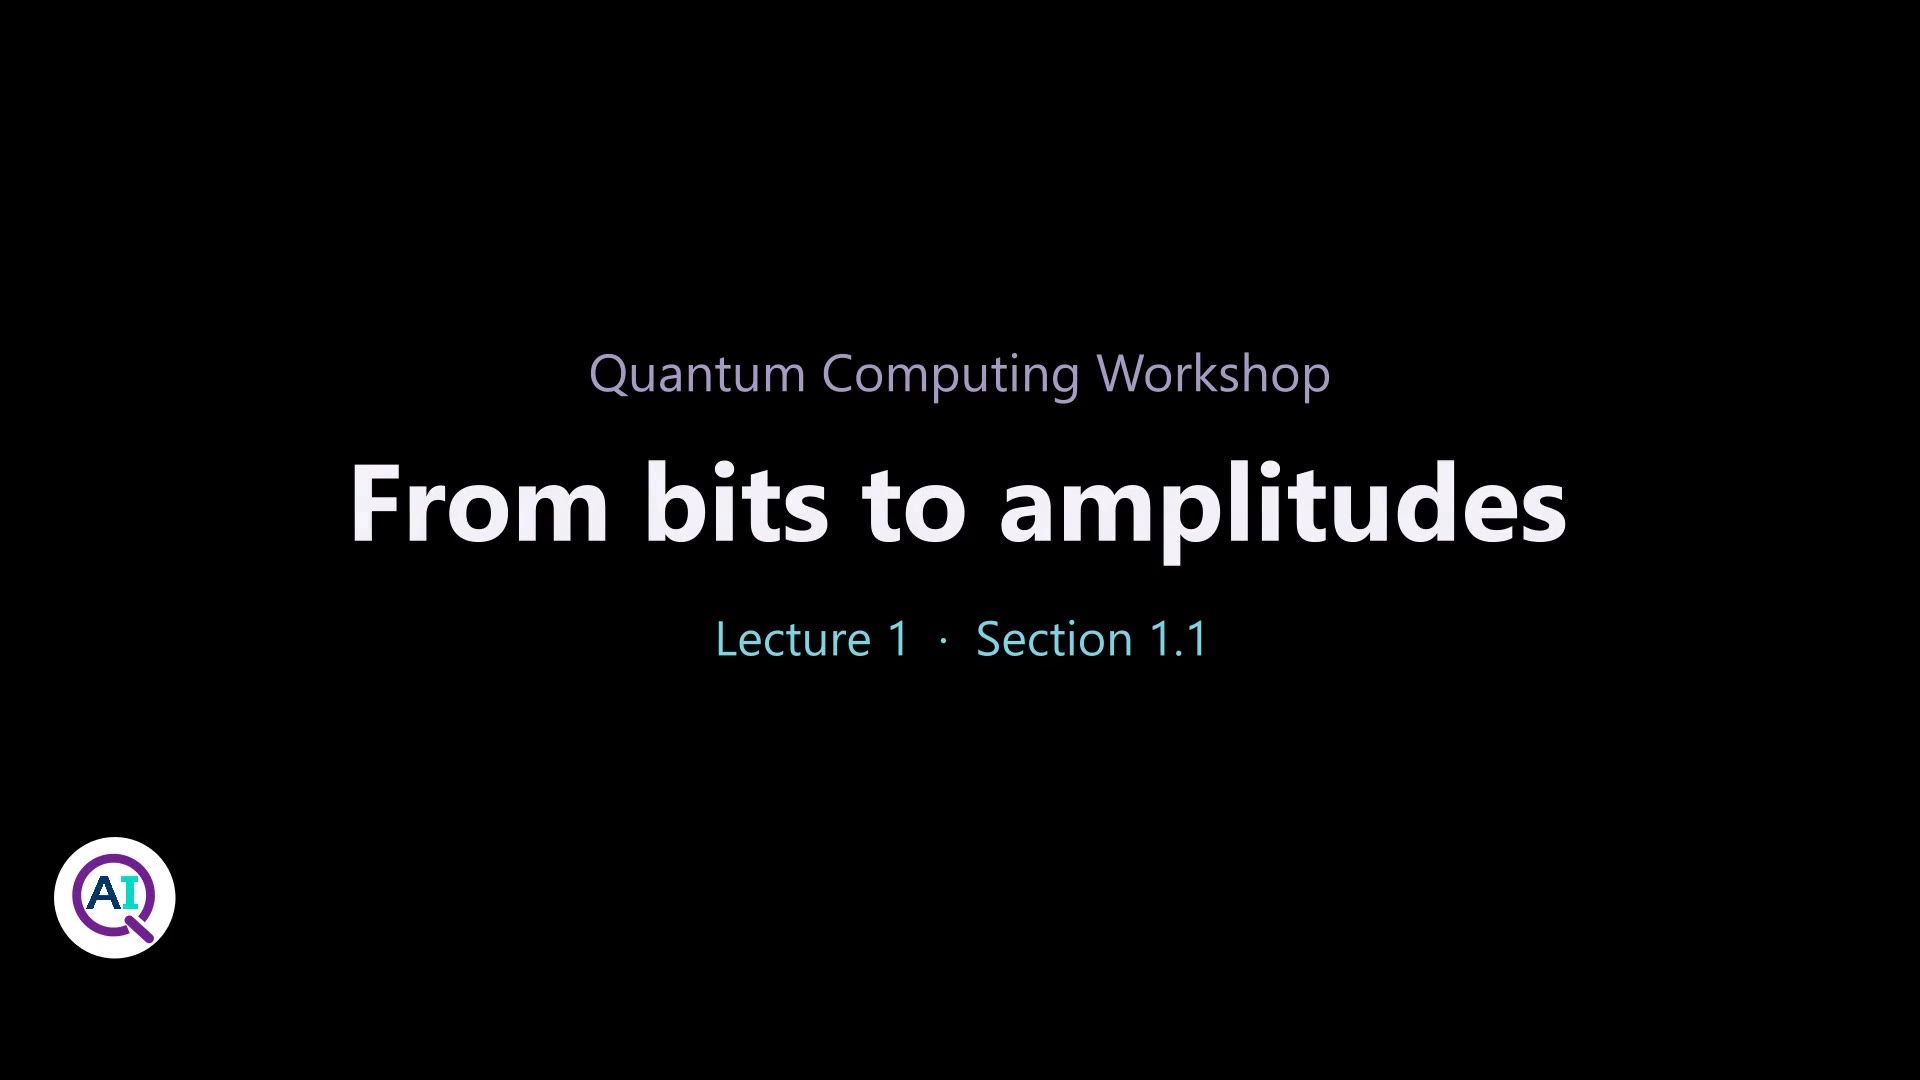 Quantum Computing Workshop
From bits to amplitudes
Lecture 1 · Section 1.1
AI